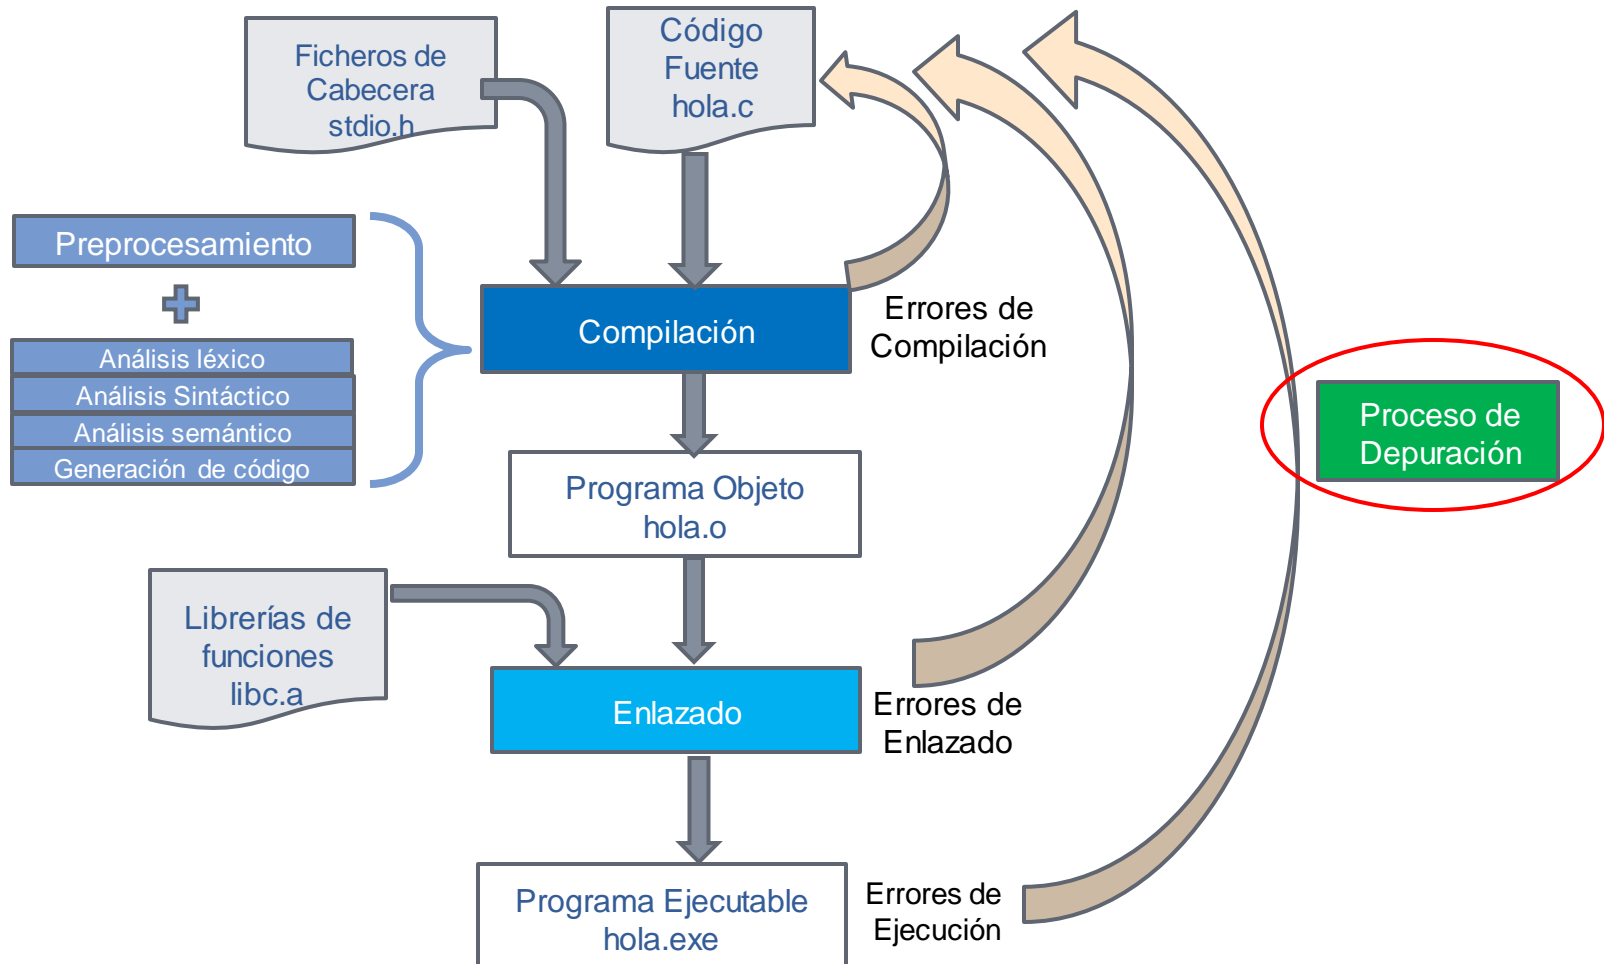 Ficheros de
Cabecera
stdio.h
Código
Fuente
hola.c
Preprocesamiento
Análisis léxico
Análisis Sintáctico
Análisis semántico
Generación de código
Compilación
Errores de
Compilación
Proceso de
Depuración
Programa Objeto
hola.o
Librerías de
funciones
libc.a
Enlazado
Errores de
Enlazado
Programa Ejecutable
hola.exe
Errores de
Ejecución